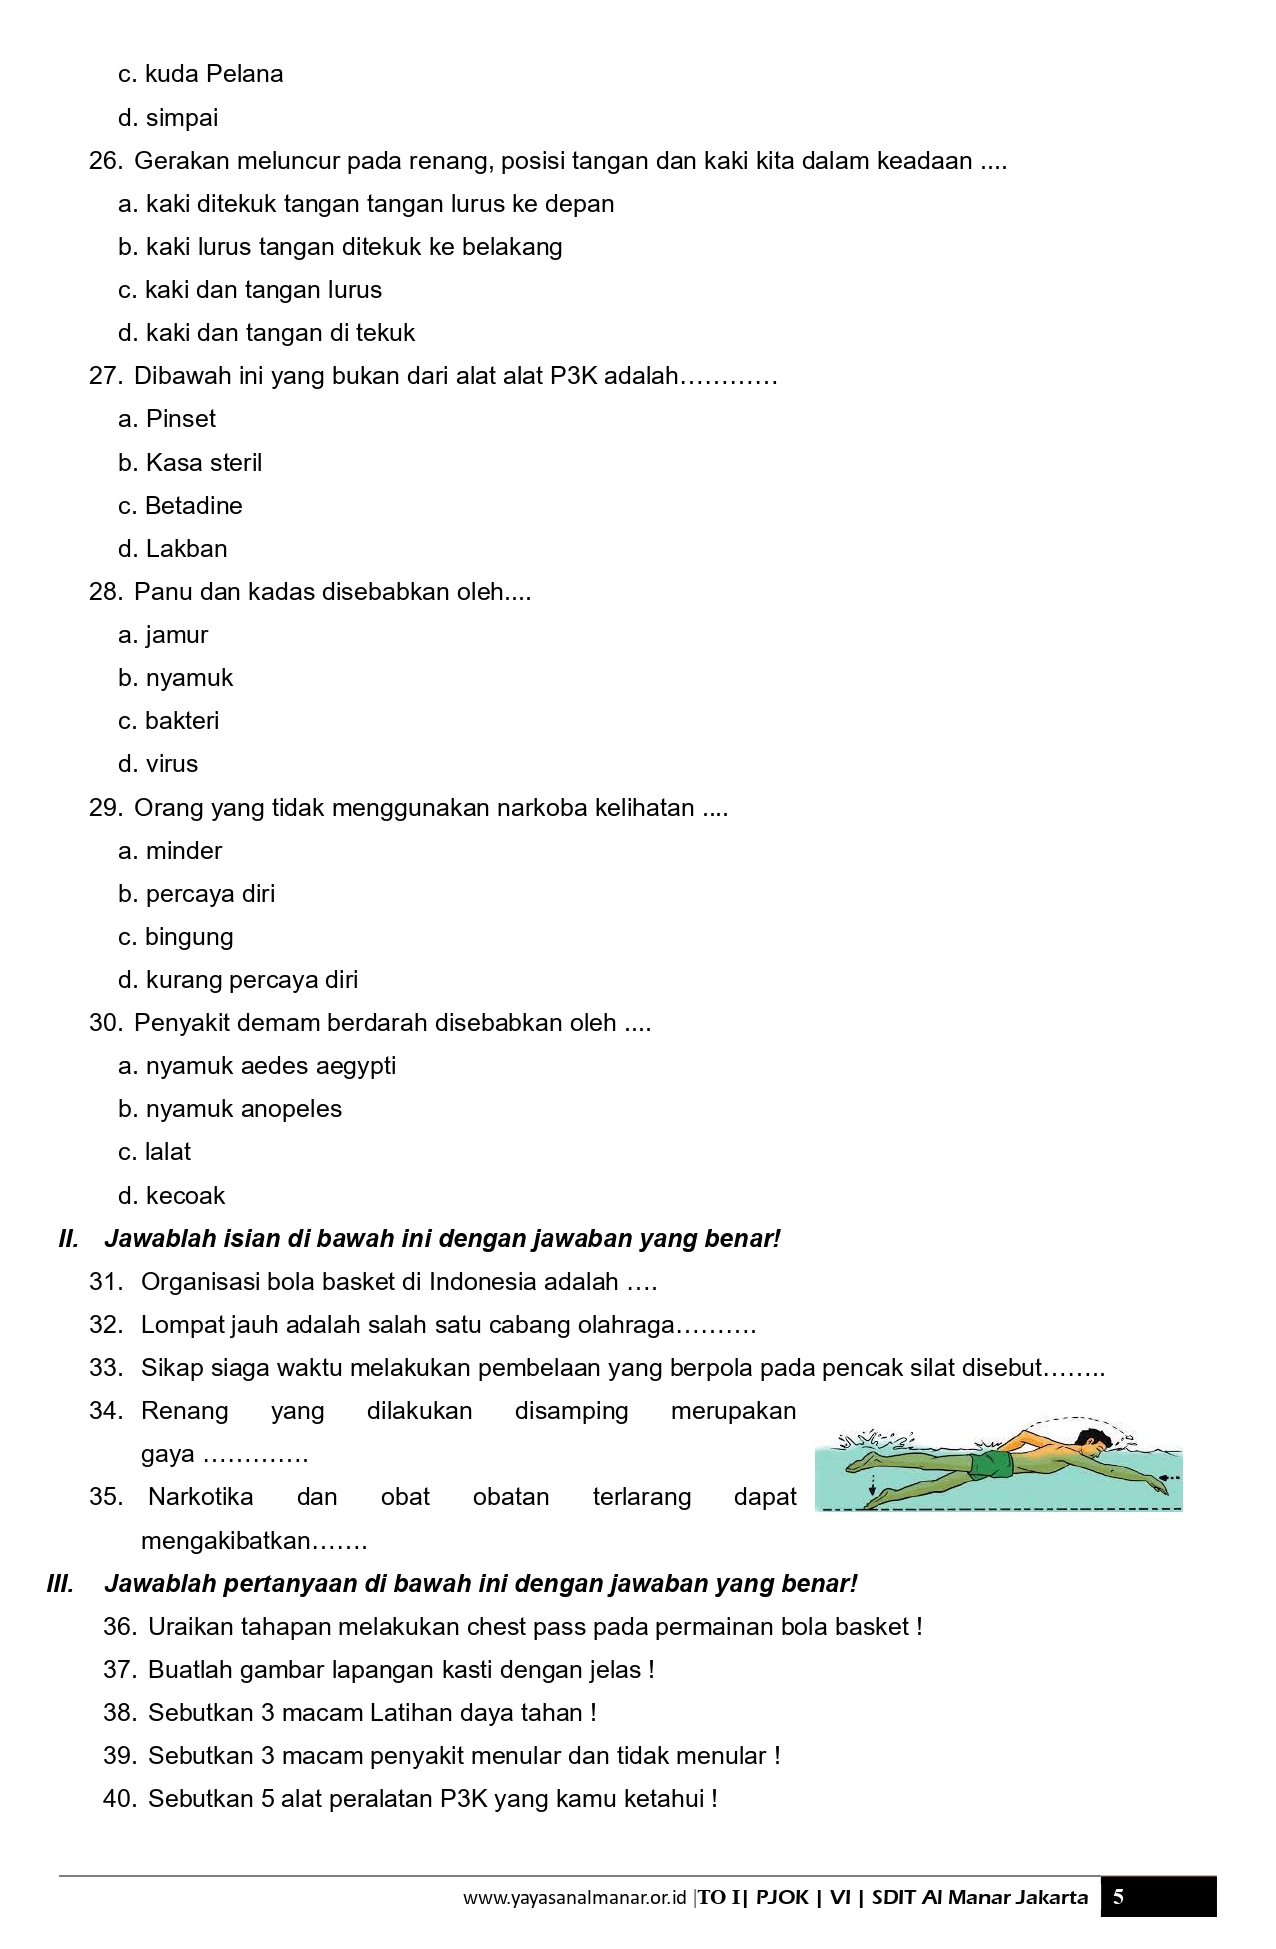 c. kuda Pelana
d. simpai
26. Gerakan meluncur pada renang, posisi tangan dan kaki kita dalam keadaan ....
a. kaki ditekuk tangan tangan lurus ke depan
b. kaki lurus tangan ditekuk ke belakang
c. kaki dan tangan lurus
d. kaki dan tangan di tekuk
27. Dibawah ini yang bukan dari alat alat P3K adalah…………
a. Pinset
b. Kasa steril
c. Betadine
d. Lakban
28. Panu dan kadas disebabkan oleh....
a. jamur
b. nyamuk
c. bakteri
d. virus
29. Orang yang tidak menggunakan narkoba kelihatan ....
a. minder
b. percaya diri
c. bingung
d. kurang percaya diri
30. Penyakit demam berdarah disebabkan oleh ....
a. nyamuk aedes aegypti
b. nyamuk anopeles
c. lalat
d. kecoak
II. Jawablah isian di bawah ini dengan jawaban yang benar!
31. Organisasi bola basket di Indonesia adalah ….
32. Lompat jauh adalah salah satu cabang olahraga……….
33. Sikap siaga waktu melakukan pembelaan yang berpola pada pencak silat disebut……..
34. Renang yang dilakukan disamping merupakan
gaya ………….
35. Narkotika dan obat obatan terlarang dapat
mengakibatkan…….
III. Jawablah pertanyaan di bawah ini dengan jawaban yang benar!
36. Uraikan tahapan melakukan chest pass pada permainan bola basket !
37. Buatlah gambar lapangan kasti dengan jelas !
38. Sebutkan 3 macam Latihan daya tahan !
39. Sebutkan 3 macam penyakit menular dan tidak menular !
40. Sebutkan 5 alat peralatan P3K yang kamu ketahui !
www.yayasanalmanar.or.id |TO I| PJOK | VI | SDIT Al Manar Jakarta 5